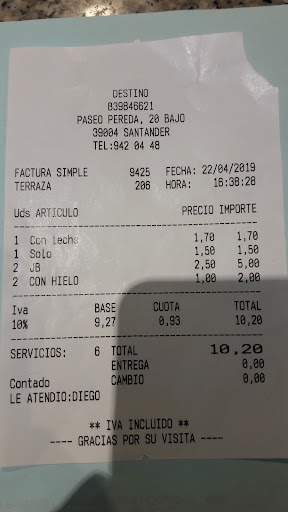 DESTINO
B39846621
PASEO PEREDA, 20 BAJO
39004 SANTANDER
TEL:942 04 48
FACTURA SIMPLE 9425 FECHA: 22/04/2019
TERRAZA 206 HORA: 16:38:28
Uds ARTICULO PRECIO IMPORTE
1 Con leche 1,70 1,70
1 Solo 1,50 1,50
2 JB 2,50 5,00
2 CON HIELO 1,00 2,00
Iva BASE CUOTA TOTAL
10% 9,27 0,93 10,20
SERVICIOS: 6 TOTAL 10,20
ENTREGA 0,00
Contado CAMBIO 0,00
LE ATENDIO:DIEGO
** IVA INCLUIDO **
---- GRACIAS POR SU VISITA ----